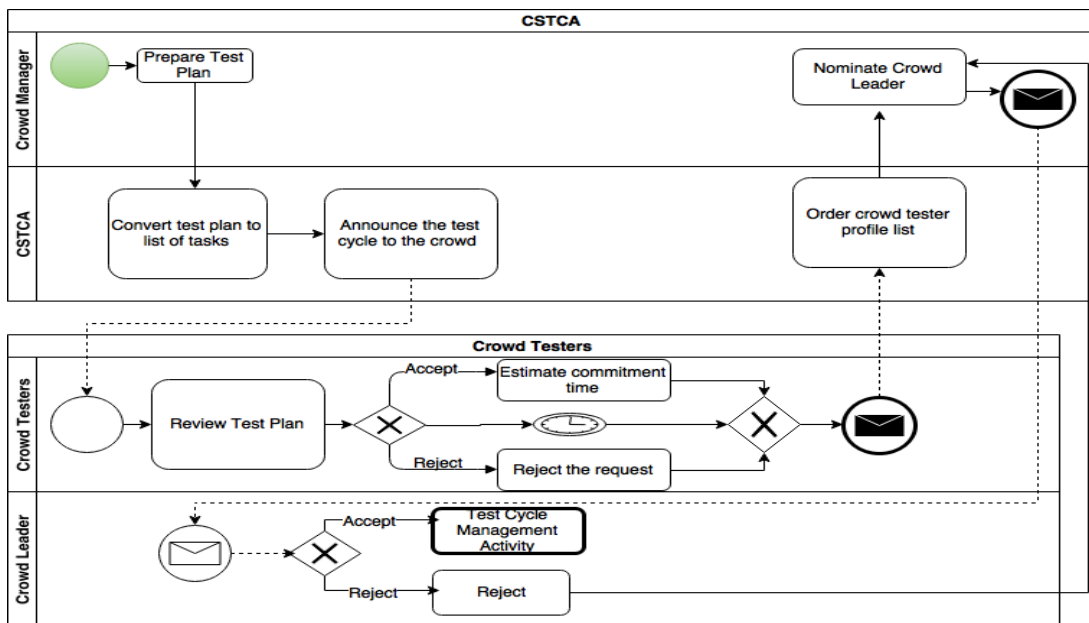 CSTCA
Crowd Manager
Prepare Test
Plan
Nominate Crowd
Leader
CSTCA
Convert test plan to
list of tasks
Announce the test
cycle to the crowd
Order crowd tester
profile list
Crowd Testers
Crowd Testers
Review Test Plan
Accept
Estimate commitment
time
Reject
Reject the request
Crowd Leader
Accept
Test Cycle
Management
Activity
Reject
Reject